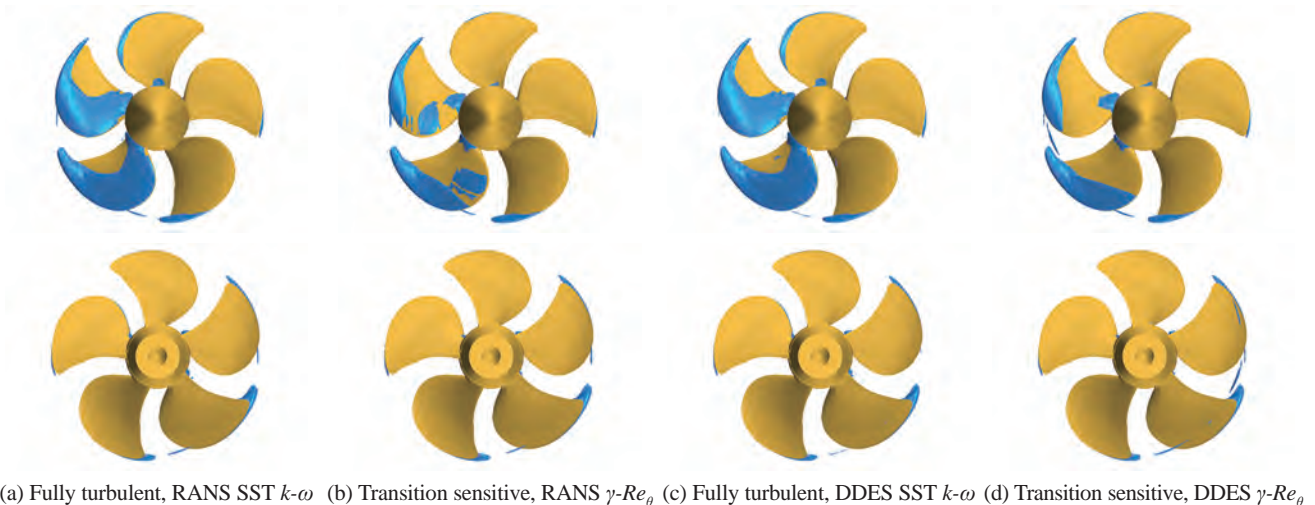 (a) Fully turbulent, RANS SST k-ω (b) Transition sensitive, RANS γ-Reθ (c) Fully turbulent, DDES SST k-ω (d) Transition sensitive, DDES γ-Reθ